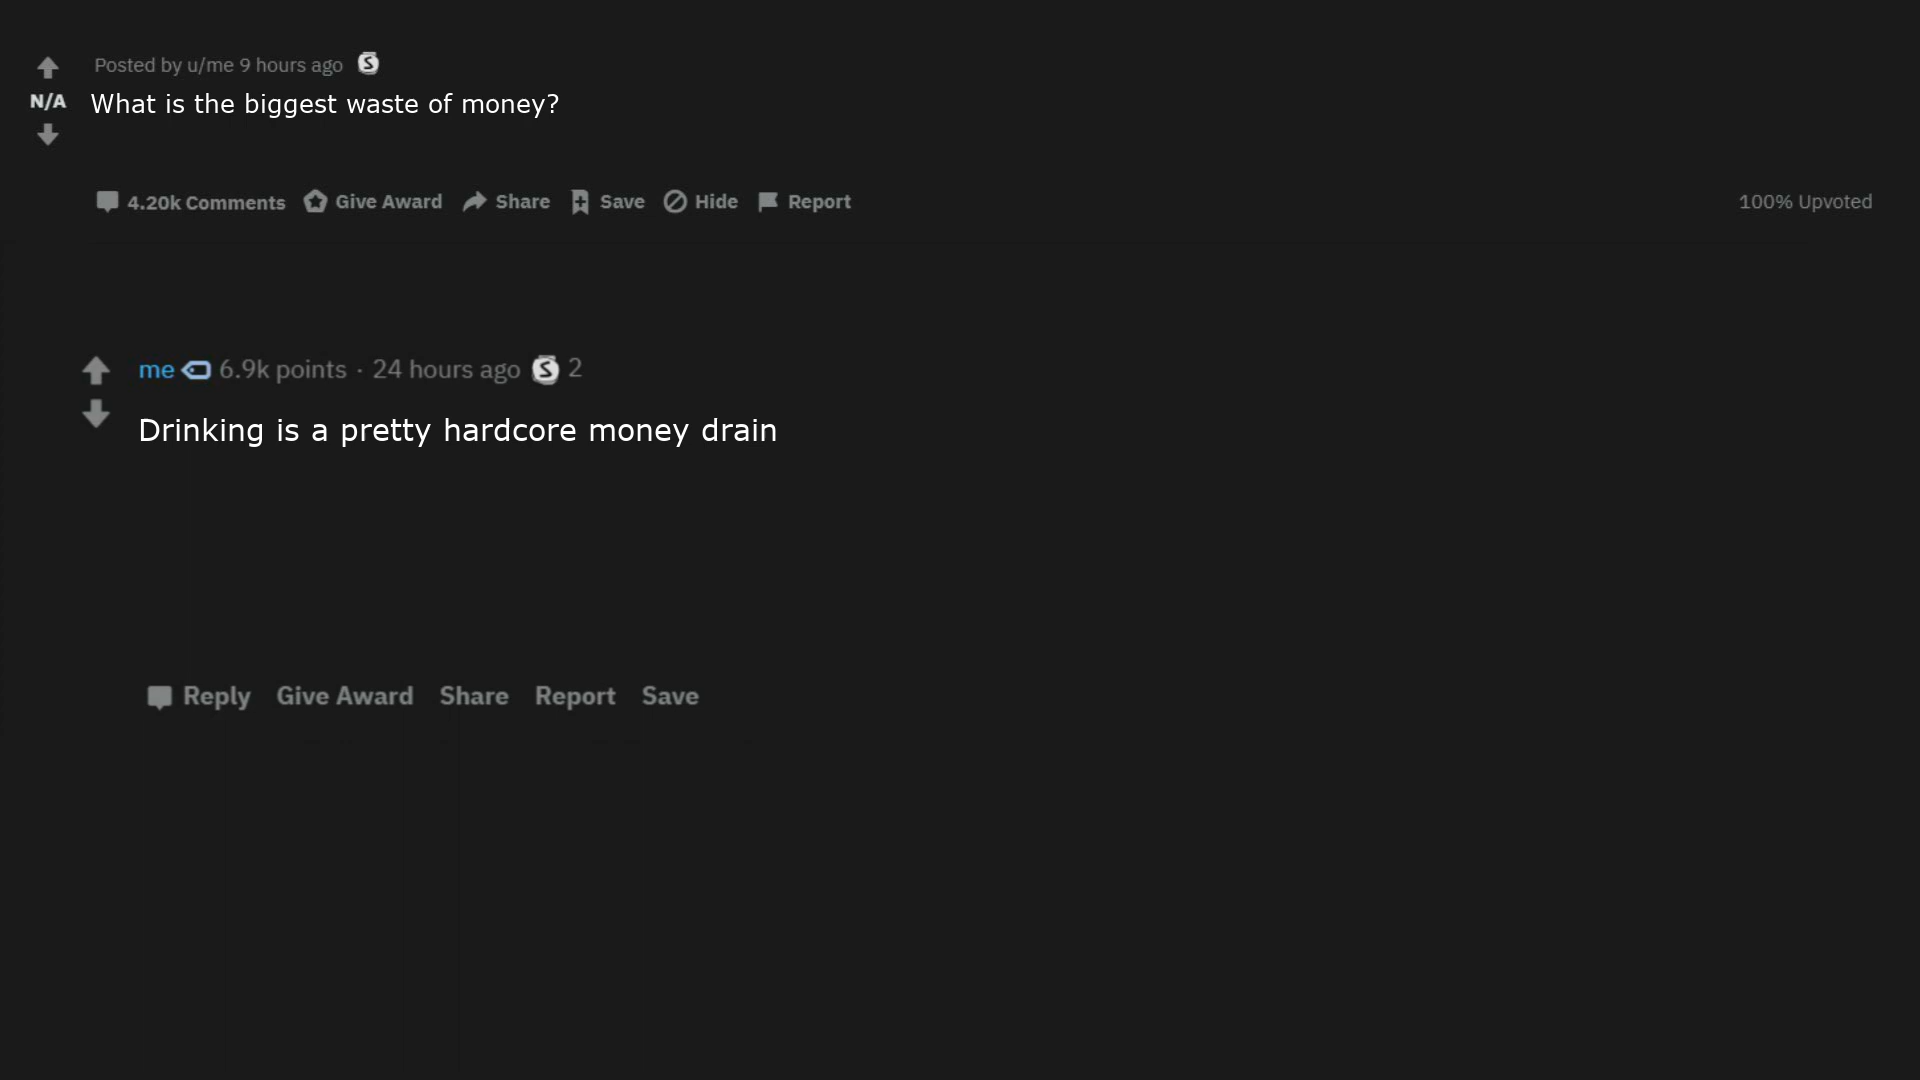 Posted by u/me 9 hours ago
N/A
What is the biggest waste of money?
4.20k Comments Give Award Share Save Hide Report 100% Upvoted
me 6.9k points · 24 hours ago S 2
Drinking is a pretty hardcore money drain
Reply Give Award Share Report Save